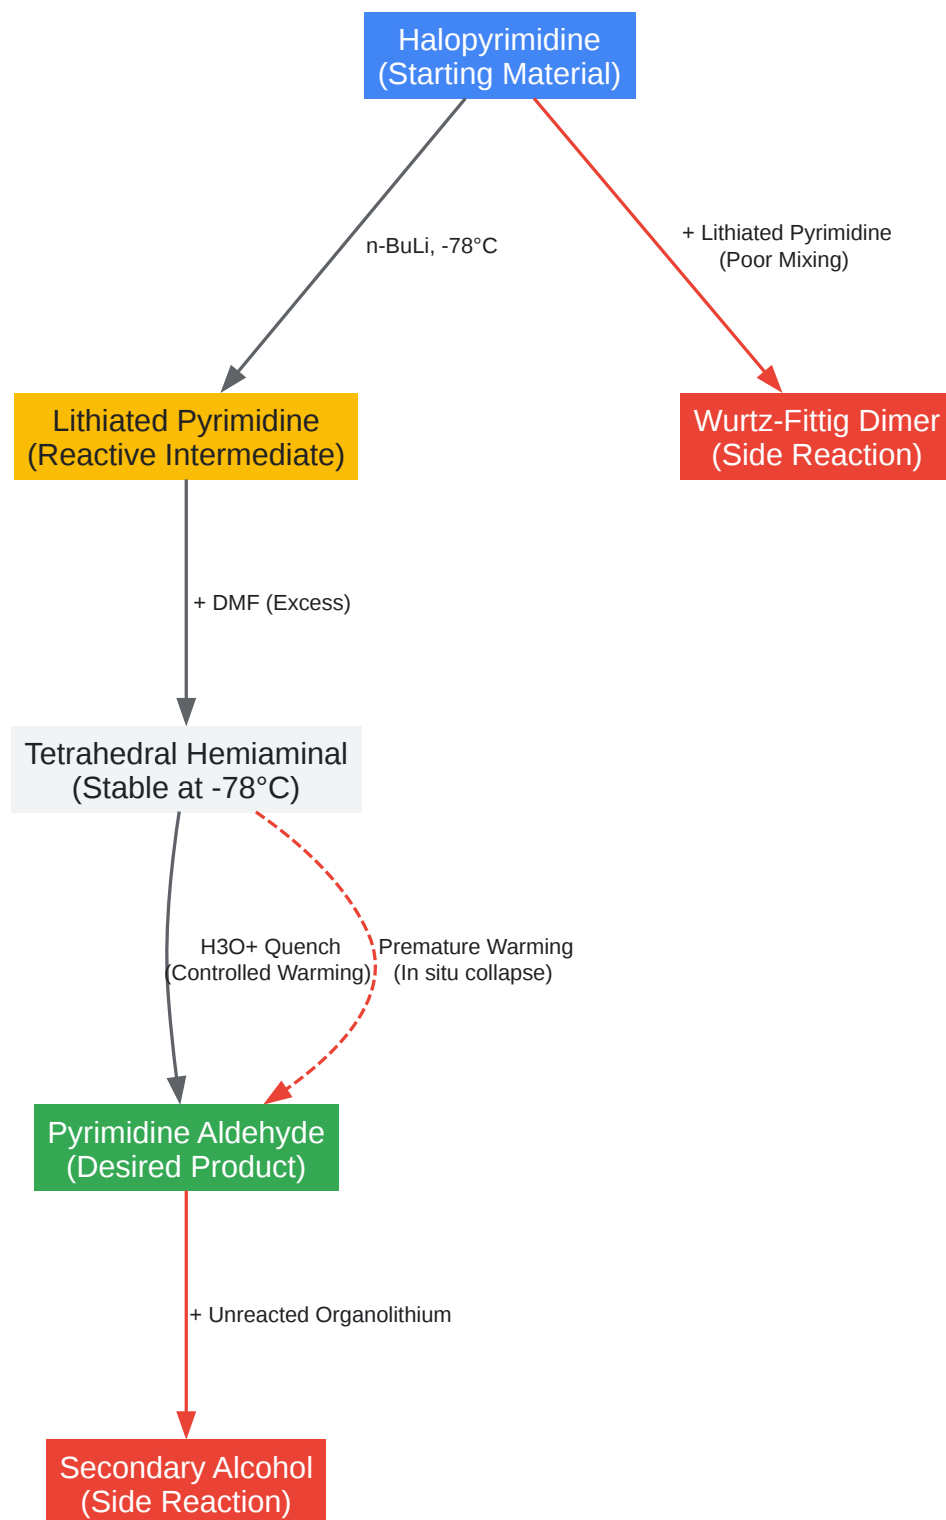 Halopyrimidine
(Starting Material)
n-BuLi, -78°C
+ Lithiated Pyrimidine
(Poor Mixing)
Lithiated Pyrimidine
(Reactive Intermediate)
Wurtz-Fittig Dimer
(Side Reaction)
+ DMF (Excess)
Tetrahedral Hemiaminal
(Stable at -78°C)
H3O+ Quench
(Controlled Warming)
Premature Warming
(In situ collapse)
Pyrimidine Aldehyde
(Desired Product)
+ Unreacted Organolithium
Secondary Alcohol
(Side Reaction)